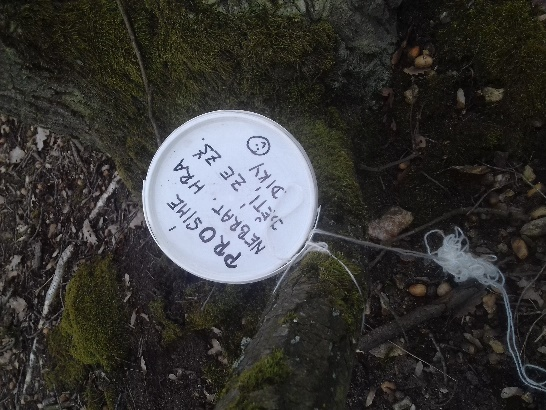 PROSÍME
NEBRAT, HRA
DĚTÍ ZE ZŠ.
DÍKY